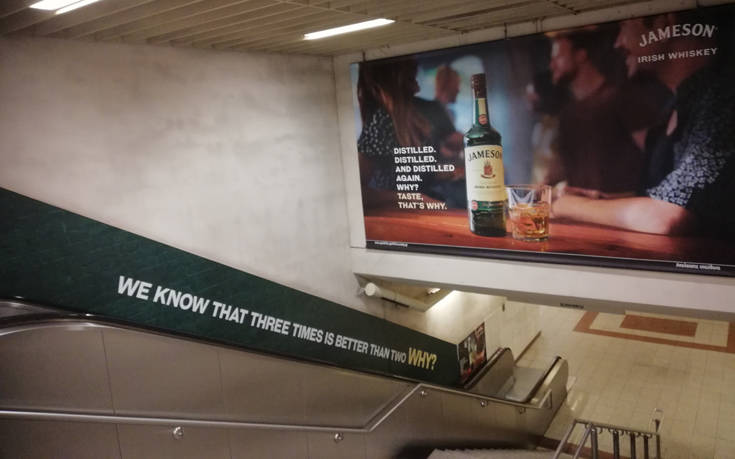 JAMESON
IRISH WHISKEY
DISTILLED.
DISTILLED.
AND DISTILLED
AGAIN.
WHY?
TASTE,
THAT'S WHY.
JAMESON
WE KNOW THAT THREE TIMES IS BETTER THAN TWO WHY?